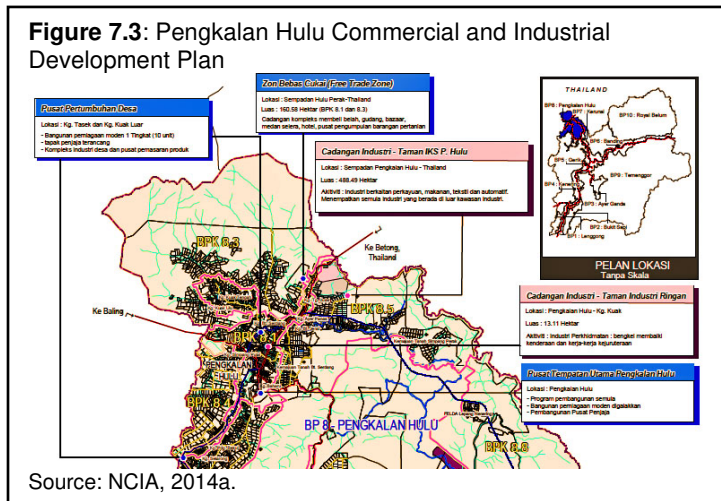 Figure 7.3: Pengkalan Hulu Commercial and Industrial
Development Plan
Zon Bebas Cukai (Free Trade Zone)
Lokasi : Sempadan Hulu Perak-Thailand
Luas : 160.58 Hektar (BPK 8.1 dan 8.3)
Cadangan kompleks membeli belah, gudang, bazaar,
medan selera, hotel, pusat pengumpulan barangan pertanian
Pusat Pertumbuhan Desa
Lokasi : Kg. Tasek dan Kg. Kuak Luar
- Bangunan perniagaan moden 1 Tingkat (10 unit)
- tapak penjaja terancang
- Kompleks industri desa dan pusat pemasaran produk
Cadangan Industri - Taman IKS P. Hulu
Lokasi : Sempadan Pengkalan Hulu - Thailand
Luas : 488.49 Hektar
Aktiviti : Industri berkaitan perkayuan, makanan, tekstil dan automatif.
Menempatkan semula industri yang berada di luar kawasan industri.
THAILAND
BP8 : Pengkalan Hulu
BP7 : Kerunai
BP10 : Royal Belum
BP6 : Banding
BP5 : Gerik
BP9 : Temenggor
BP4 : Kenering
BP3 : Ayer Ganda
BP2 : Bukit Sapi
BP1 : Lenggong
PELAN LOKASI
Tanpa Skala
BPK 8.3
Ke Betong,
Thailand
Ke Baling
BPK 8.5
BPK 8.1
PENGKALAN
HULU
BPK 8.4
BP 8 - PENGKALAN HULU
BPK 8.8
Cadangan Industri - Taman Industri Ringan
Lokasi : Pengkalan Hulu - Kg. Kuak
Luas : 13.11 Hektar
Aktiviti : Industri Perkhidmatan : bengkel membaiki
kenderaan dan kerja-kerja kejuruteraan
Pusat Tempatan Utama Pengkalan Hulu
Lokasi : Pengkalan Hulu
- Program pembangunan semula
- Bangunan perniagaan moden digalakkan
- Pembangunan Pusat Penjaja
Source: NCIA, 2014a.